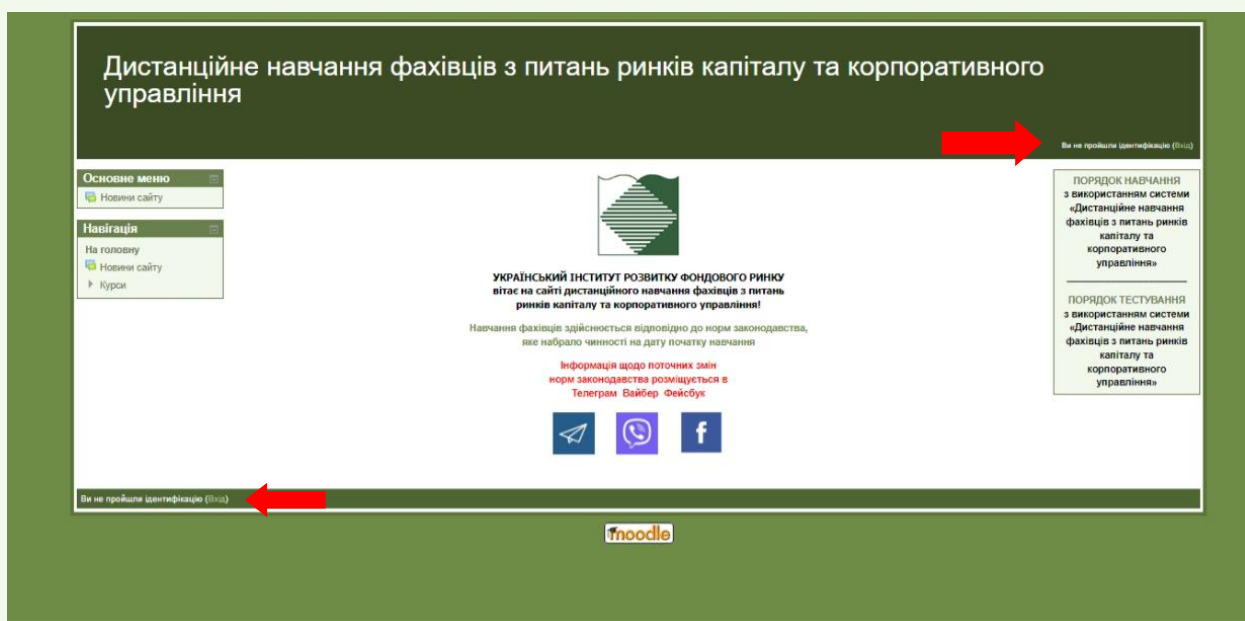 Дистанційне навчання фахівців з питань ринків капіталу та корпоративного
управління
Ви не пройшли ідентифікацію (Вхід)
Основне меню
Новини сайту
Навігація
На головну
Новини сайту
Курси
УКРАЇНСЬКИЙ ІНСТИТУТ РОЗВИТКУ ФОНДОВОГО РИНКУ
вітає на сайті дистанційного навчання фахівців з питань
ринків капіталу та корпоративного управління!
Навчання фахівців здійснюється відповідно до норм законодавства,
яке набрало чинності на дату початку навчання
Інформація щодо поточних змін
норм законодавства розміщується в
Телеграм Вайбер Фейсбук
ПОРЯДОК НАВЧАННЯ
з використанням системи
«Дистанційне навчання
фахівців з питань ринків
капіталу та
корпоративного
управління»
ПОРЯДОК ТЕСТУВАННЯ
з використанням системи
«Дистанційне навчання
фахівців з питань ринків
капіталу та
корпоративного
управління»
Ви не пройшли ідентифікацію (Вхід)
moodle